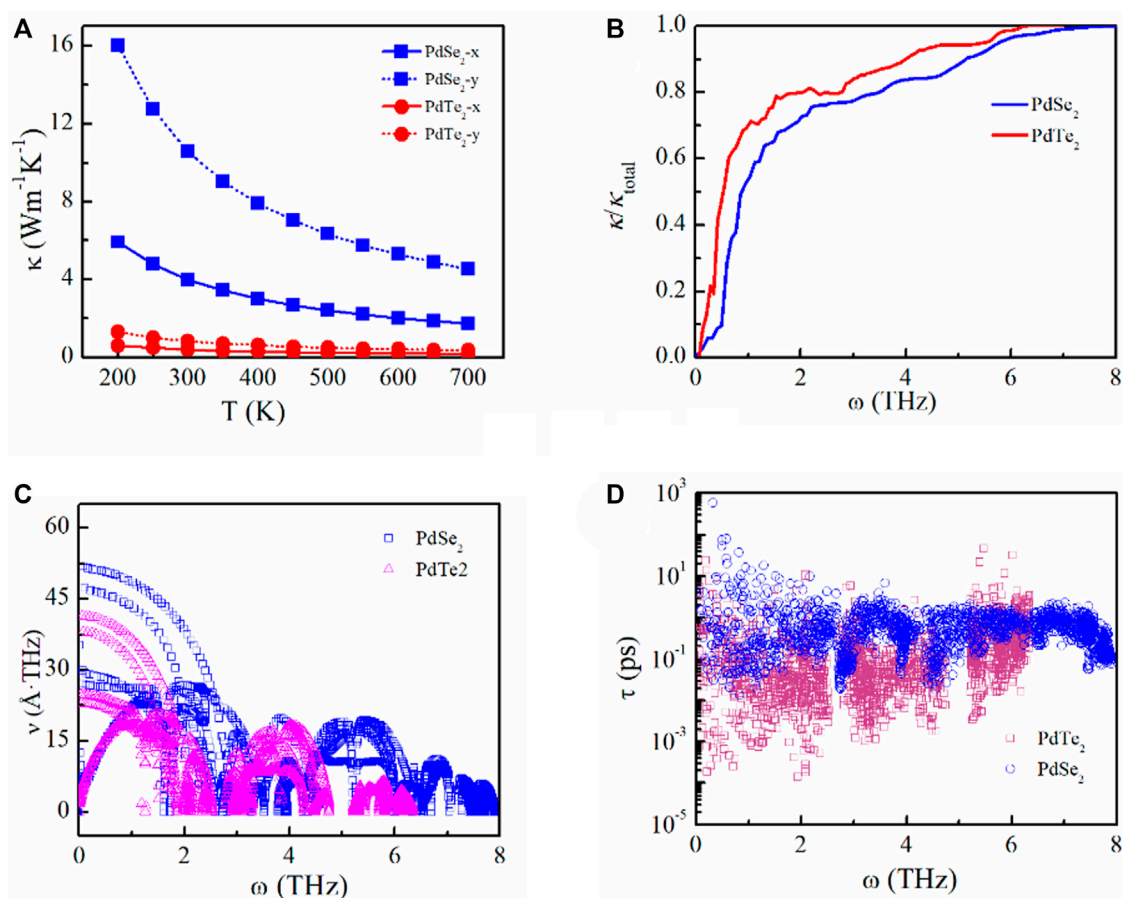 A
κ (Wm⁻¹K⁻¹)
16
12
8
4
0
PdSe₂-x
PdSe₂-y
PdTe₂-x
PdTe₂-y
200 300 400 500 600 700
T (K)
B
κ/κtotal
1.0
0.8
0.6
0.4
0.2
0.0
PdSe₂
PdTe₂
0 2 4 6 8
ω (THz)
C
ν (Å·THz)
60
45
30
15
0
PdSe₂
PdTe2
0 2 4 6 8
ω (THz)
D
τ (ps)
10³
10¹
10⁻¹
10⁻³
10⁻⁵
PdTe₂
PdSe₂
0 2 4 6 8
ω (THz)